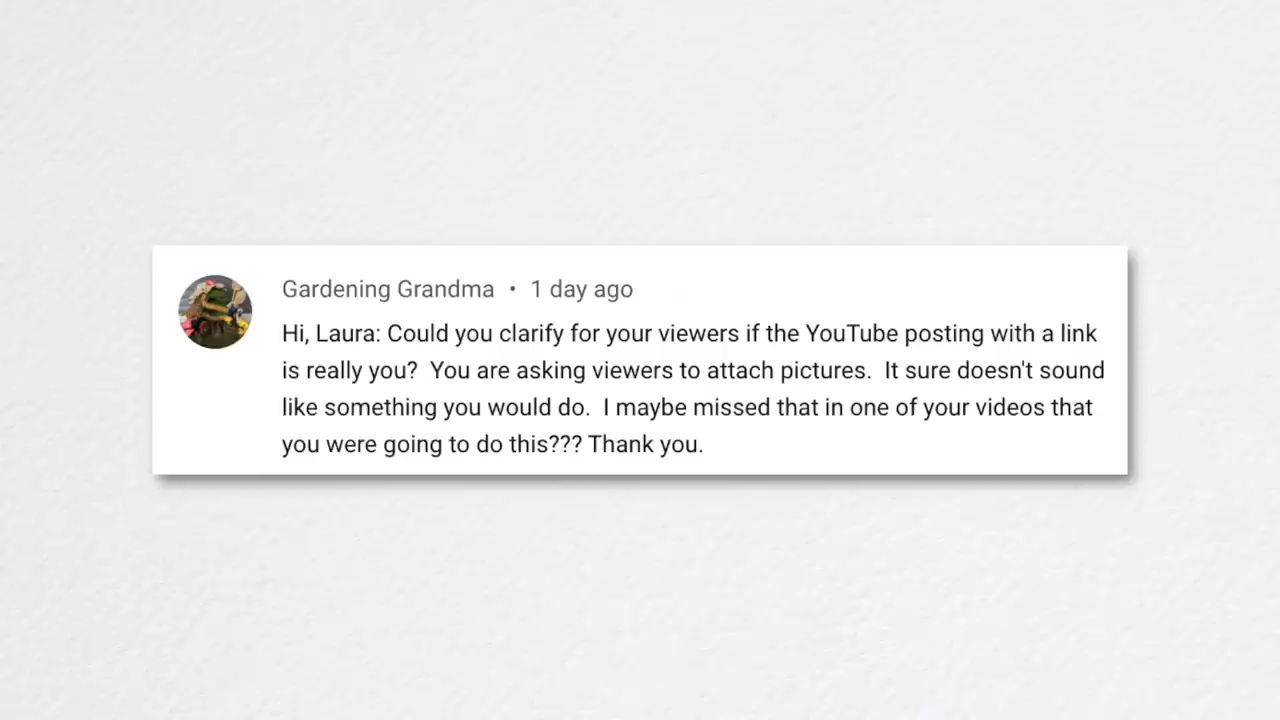 Gardening Grandma • 1 day ago
Hi, Laura: Could you clarify for your viewers if the YouTube posting with a link
is really you?  You are asking viewers to attach pictures.  It sure doesn't sound
like something you would do.  I maybe missed that in one of your videos that
you were going to do this??? Thank you.